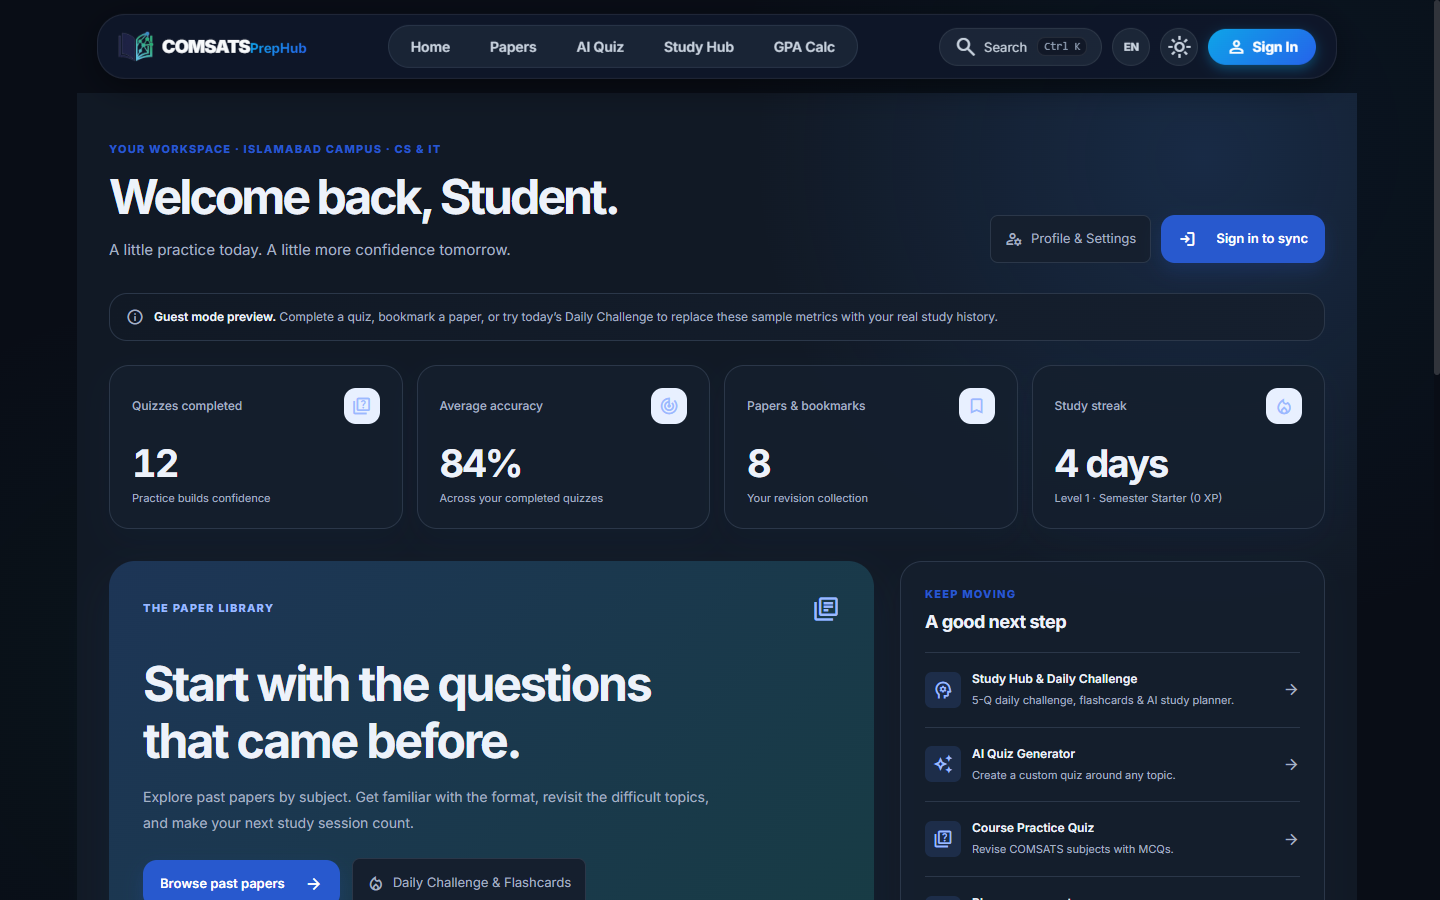 COMSATSPrepHub
Home
Papers
AI Quiz
Study Hub
GPA Calc
Search
Ctrl K
EN
Sign In
YOUR WORKSPACE · ISLAMABAD CAMPUS · CS & IT
Welcome back, Student.
A little practice today. A little more confidence tomorrow.
Profile & Settings
Sign in to sync
Guest mode preview. Complete a quiz, bookmark a paper, or try today's Daily Challenge to replace these sample metrics with your real study history.
Quizzes completed
12
Practice builds confidence
Average accuracy
84%
Across your completed quizzes
Papers & bookmarks
8
Your revision collection
Study streak
4 days
Level 1 · Semester Starter (0 XP)
THE PAPER LIBRARY
Start with the questions
that came before.
Explore past papers by subject. Get familiar with the format, revisit the difficult topics,
and make your next study session count.
Browse past papers
Daily Challenge & Flashcards
KEEP MOVING
A good next step
Study Hub & Daily Challenge
5-Q daily challenge, flashcards & AI study planner.
AI Quiz Generator
Create a custom quiz around any topic.
Course Practice Quiz
Revise COMSATS subjects with MCQs.